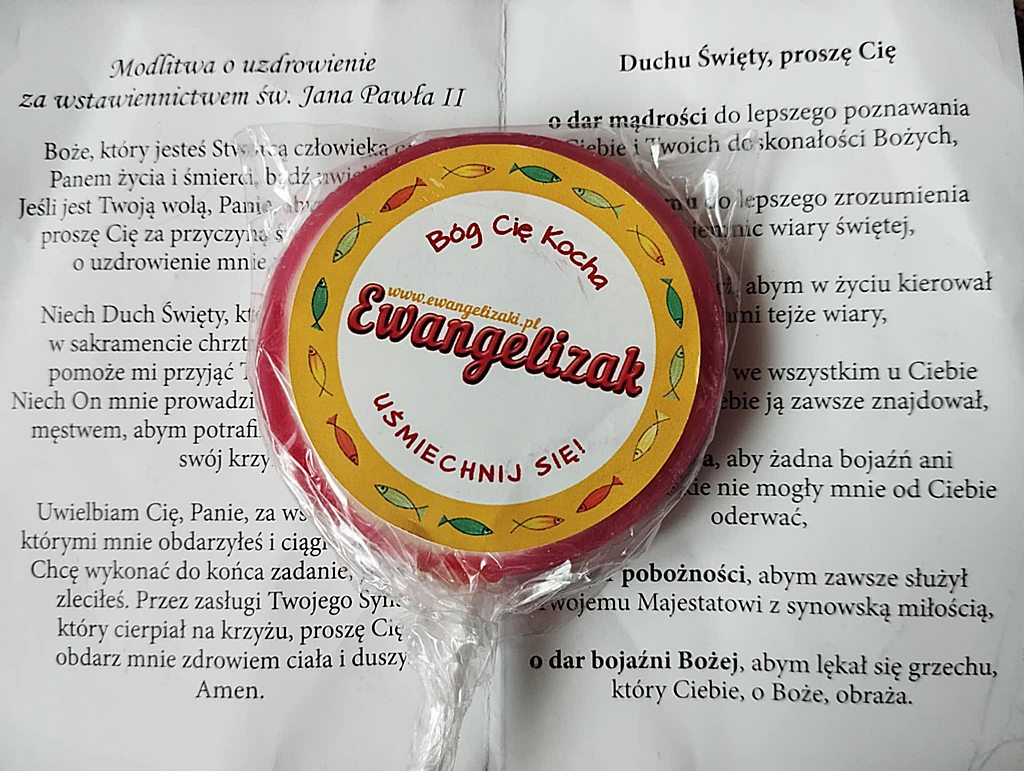 Modlitwa o uzdrowienie
za wstawiennictwem św. Jana Pawła II
Boże, który jesteś człowieka
Panem życia i śmierci, bądź
Jeśli jest Twoją wolą, Panie,
proszę Cię za przyczyną
o uzdrowienie mnie
Niech Duch Święty,
w sakramencie
pomoże mi przyjąć
Niech On mnie prowadzi
męstwem, abym
swój
Uwielbiam Cię, Panie, za
którymi mnie obdarzyłeś i
Chcę wykonać do końca zadanie,
zleciłeś. Przez zasługi Twojego
który cierpiał na krzyżu, proszę Cię
obdarz mnie zdrowiem ciała i duszy
Amen.
Bóg Cię Kocha
www.ewangelizaki.pl
Ewangelizak
UŚMIECHNIJ SIĘ!
Duchu Święty, proszę Cię
o dar mądrości do lepszego poznawania
Ciebie i Twoich doskonałości Bożych,
do lepszego zrozumienia
wiary świętej,
abym w życiu kierował
tejże wiary,
we wszystkim u Ciebie
ją zawsze znajdował,
aby żadna bojaźń ani
nie mogły mnie od Ciebie
oderwać,
pobożności, abym zawsze służył
Twojemu Majestatowi z synowską miłością,
o dar bojaźni Bożej, abym lękał się grzechu,
który Ciebie, o Boże, obraża.